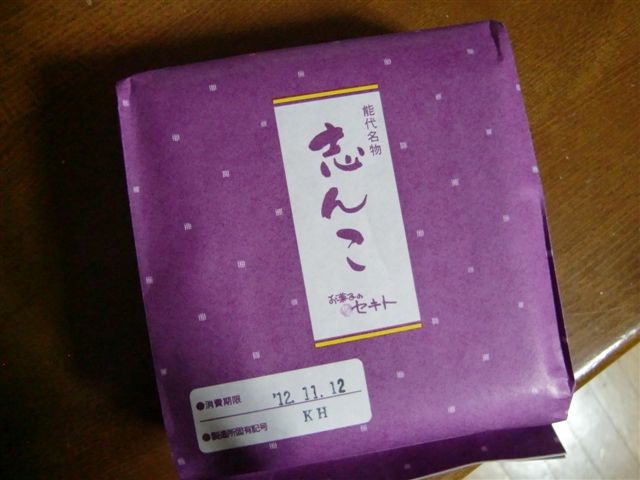 能代名物
志んこ
お菓子の
セキト
●消費期限 '12.11.12
●製造所固有記号 KH